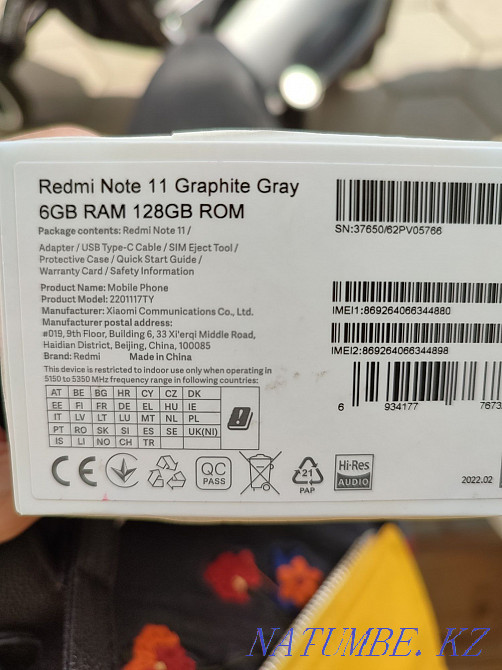 Redmi Note 11 Graphite Gray
6GB RAM 128GB ROM
Package contents: Redmi Note 11 /
Adapter / USB Type-C Cable / SIM Eject Tool /
Protective Case / Quick Start Guide /
Warranty Card / Safety Information
Product Name: Mobile Phone
Product Model: 2201117TY
Manufacturer: Xiaomi Communications Co., Ltd.
Manufacturer postal address:
#019, 9th Floor, Building 6, 33 Xi'erqi Middle Road,
Haidian District, Beijing, China, 100085
Brand: Redmi Made in China
This device is restricted to indoor use only when operating in
5150 to 5350 MHz frequency range in following countries:
AT BE BG HR CY CZ DK
EE FI FR DE EL HU IE
IT LV LT LU MT NL PL
PT RO SK SI ES SE UK(NI)
IS LI NO CH TR
SN:37650/62PV05766
IMEI1:869264066344880
IMEI2:869264066344898
6 934177 7673
CE
QC
PASS
21
PAP
Hi-Res
AUDIO
2022.02
NATUMBE.KZ